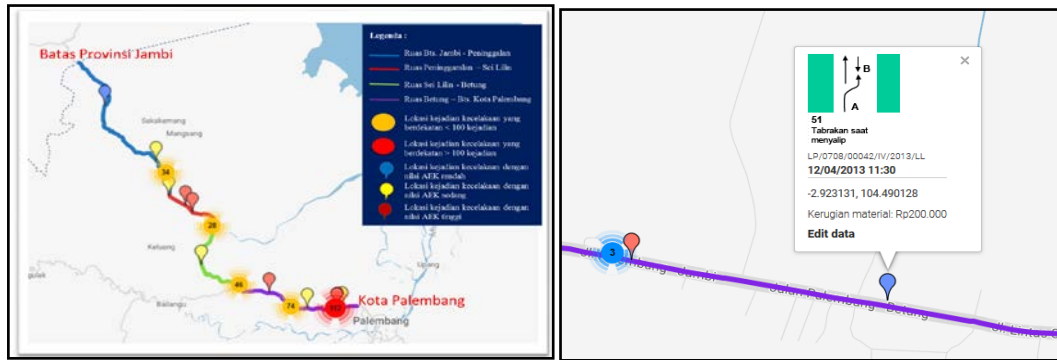 Batas Provinsi Jambi
Legenda :
Ruas Bts. Jambi - Peninggalan
Ruas Peninggalan - Sei Lilin
Ruas Sei Lilin - Betung
Ruas Betung - Bts. Kota Palembang
Lokasi kejadian kecelakaan yang
berdekatan < 100 kejadian
Lokasi kejadian kecelakaan yang
berdekatan > 100 kejadian
Lokasi kejadian kecelakaan dengan
nilai AEK rendah
Lokasi kejadian kecelakaan dengan
nilai AEK sedang
Lokasi kejadian kecelakaan dengan
nilai AEK tinggi
Mangsang
28
Keluang
46
74
Upang
Kota Palembang
Palembang
B
A
×
51
Tabrakan saat
menyalip
LP/0708/00042/IV/2013/LL
12/04/2013 11:30
-2.923131, 104.490128
Kerugian material: Rp200.000
Edit data
3
Jambi
Jalan Palembang - Betung
Jl. Lintas